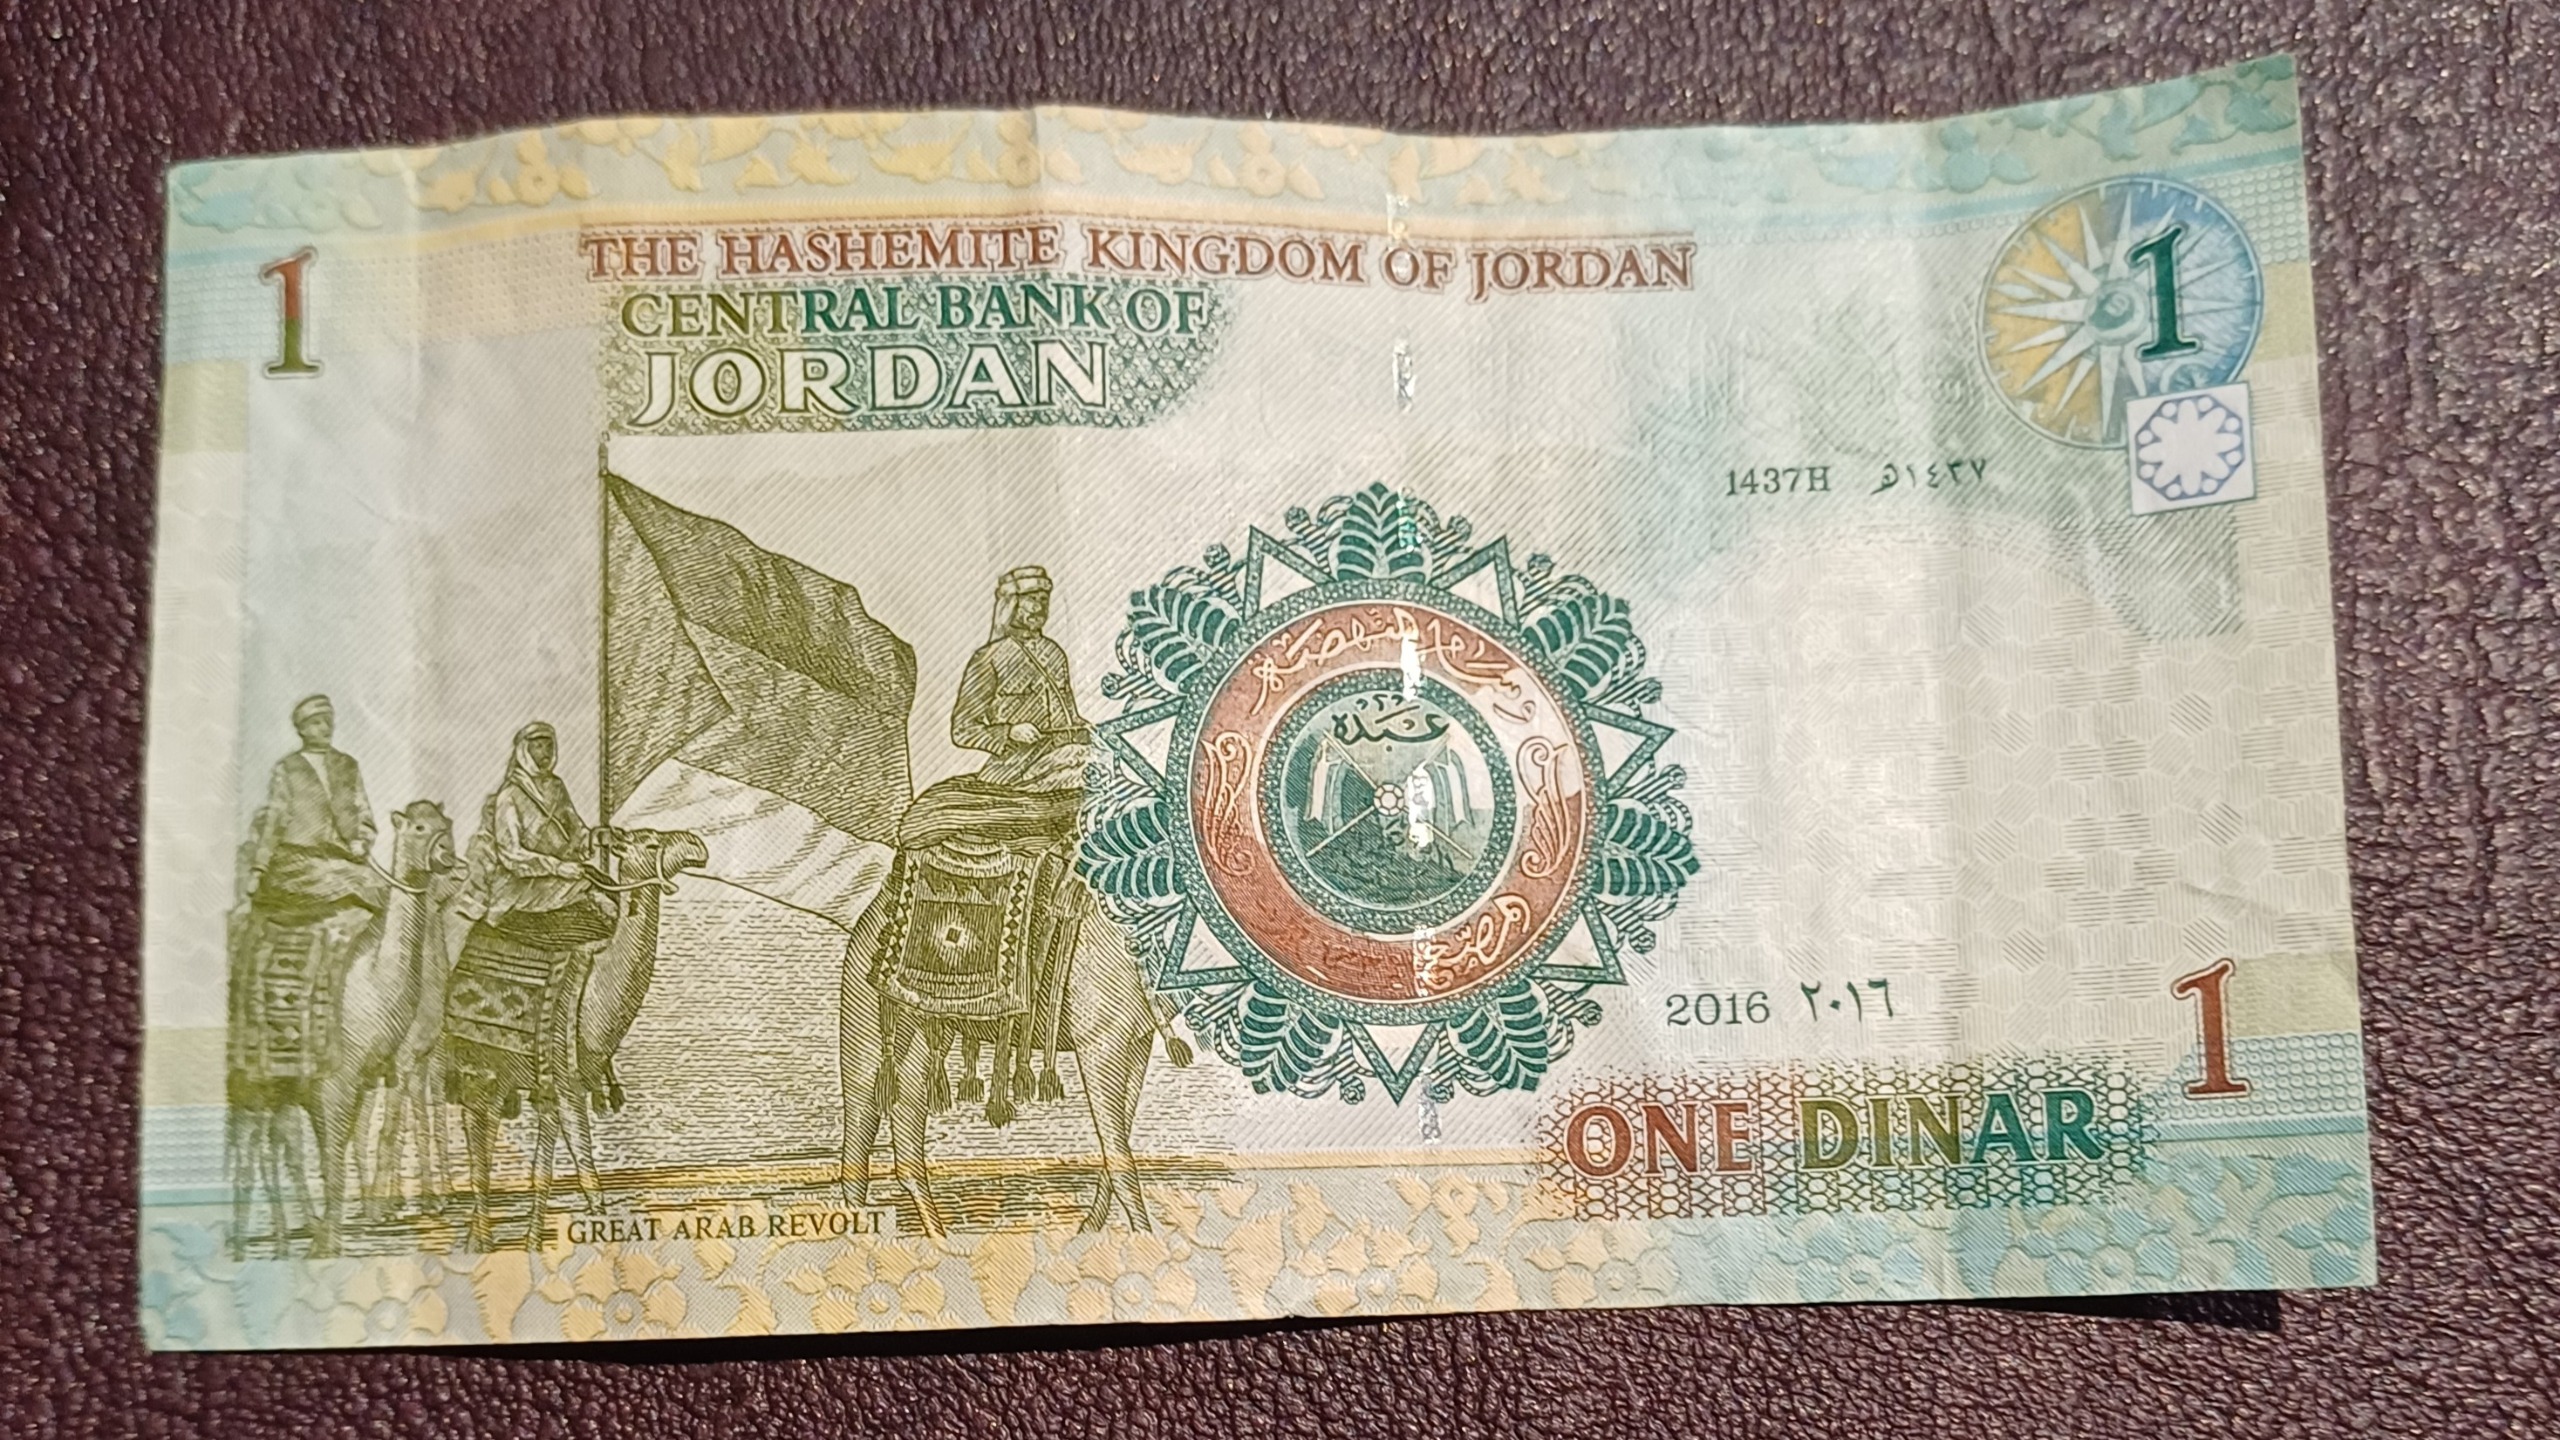 1
THE HASHEMITE KINGDOM OF JORDAN
CENTRAL BANK OF
JORDAN
1
1437H ١٤٣٧هـ
عبده
2016 ٢٠١٦
1
ONE DINAR
GREAT ARAB REVOLT